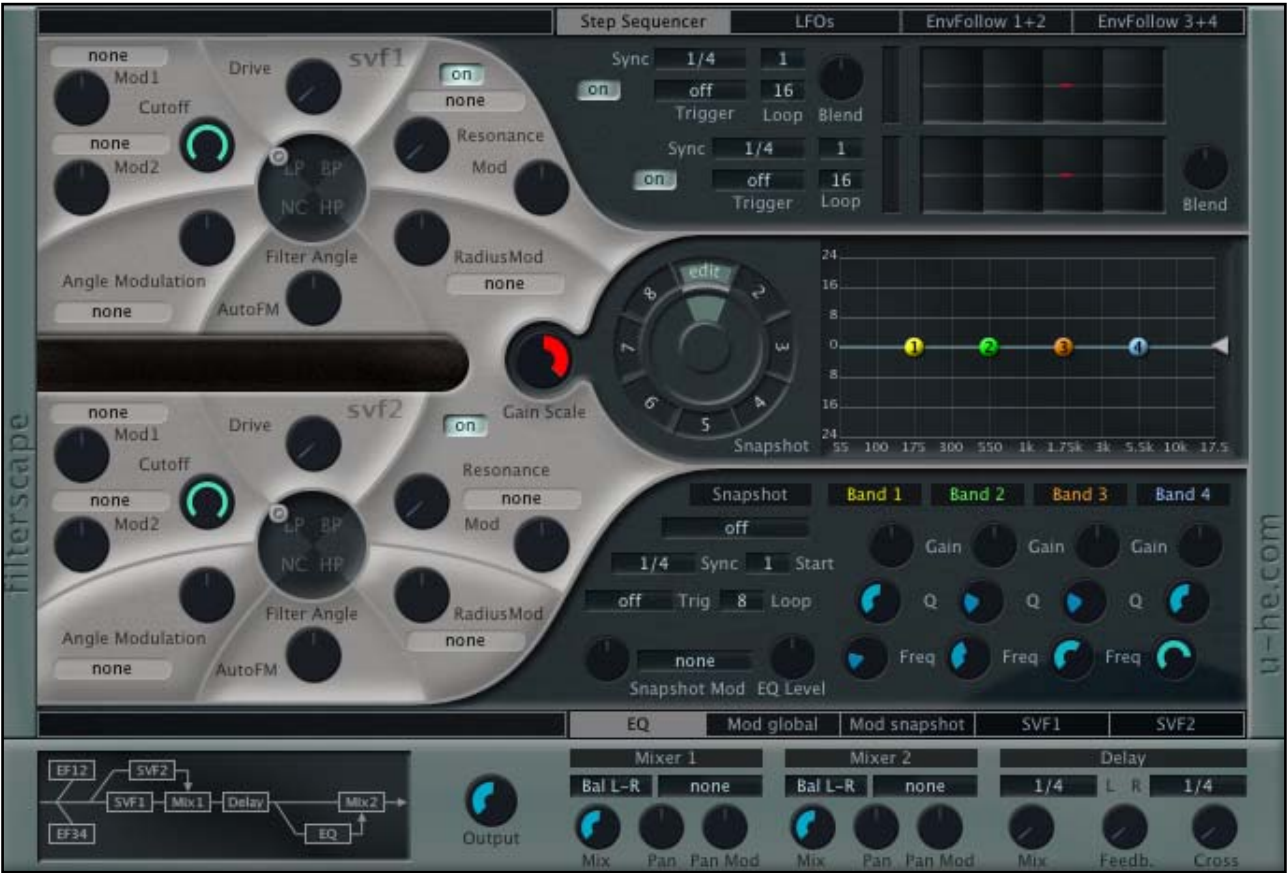 Step Sequencer LFOs EnvFollow 1+2 EnvFollow 3+4
none
Mod1
Drive
svf1
on
none
Cutoff
none
Mod2
Resonance
Mod
LP BP
NC HP
Filter Angle
RadiusMod
none
Angle Modulation
none
AutoFM
Sync 1/4 1
on off 16
Trigger Loop Blend
Sync 1/4 1
on off 16
Trigger Loop
Blend
Gain Scale
edit
2
3
4
5
6
7
8
Snapshot
24
16
8
0
8
16
24
1 2 3 4
55 100 175 300 550 1k 1.75k 3k 5.5k 10k 17.5
none
Mod1
Drive
svf2
on
Cutoff
none
Mod2
Resonance
none
Mod
LP BP
NC HP
Filter Angle
RadiusMod
none
Angle Modulation
none
AutoFM
Snapshot Band 1 Band 2 Band 3 Band 4
off
Gain Gain Gain
1/4 Sync 1 Start
off Trig 8 Loop
Q Q Q
none
Freq Freq Freq
Snapshot Mod EQ Level
filterscape
u-he.com
EQ Mod global Mod snapshot SVF1 SVF2
EF12 SVF2
SVF1 Mix1 Delay Mix2
EF34 EQ
Output
Mixer 1 Mixer 2 Delay
Bal L-R none Bal L-R none 1/4 L R 1/4
Mix Pan Pan Mod Mix Pan Pan Mod Mix Feedb. Cross